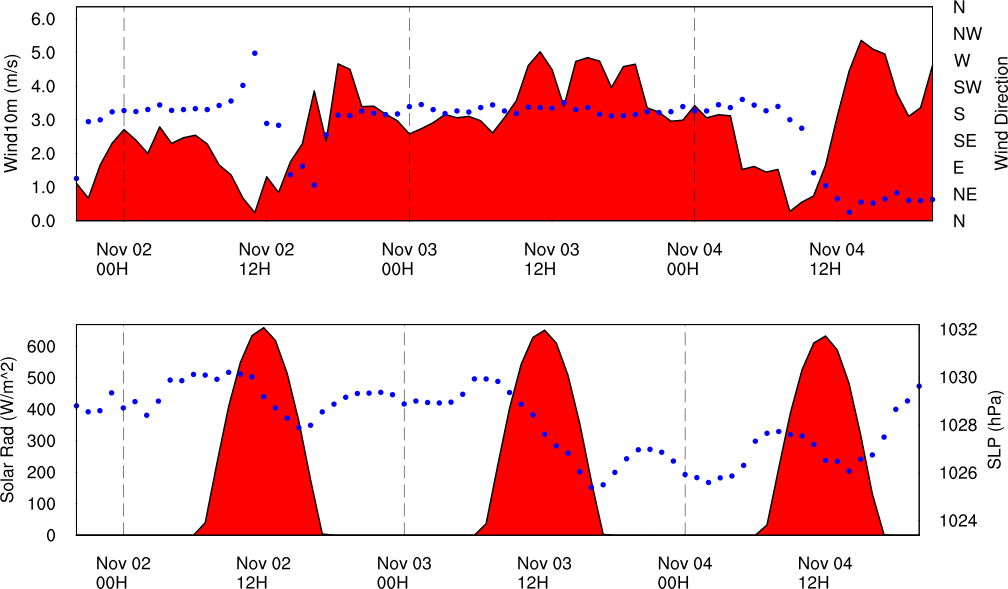 N
6.0
NW
5.0
W
4.0
SW
3.0
S
2.0
SE
E
1.0
NE
0.0
N
Wind10m (m/s)
Wind Direction
Nov 02 Nov 02 Nov 03 Nov 03 Nov 04 Nov 04
00H 12H 00H 12H 00H 12H
1032
600
1030
500
400
1028
300
200
1026
100
1024
0
Solar Rad (W/m^2)
SLP (hPa)
Nov 02 Nov 02 Nov 03 Nov 03 Nov 04 Nov 04
00H 12H 00H 12H 00H 12H